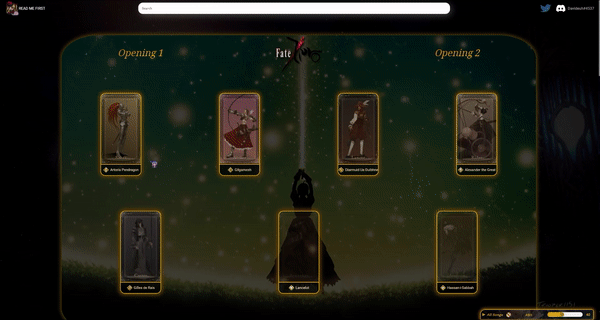 READ ME FIRST
Search
Opening 1
Fate
Opening 2
Artoria Pendragon
Gilgamesh
Diarmuid Ua Duibhne
Alexander the Great
Gilles de Rais
Lancelot
Hassan-i-Sabbah
All Songs